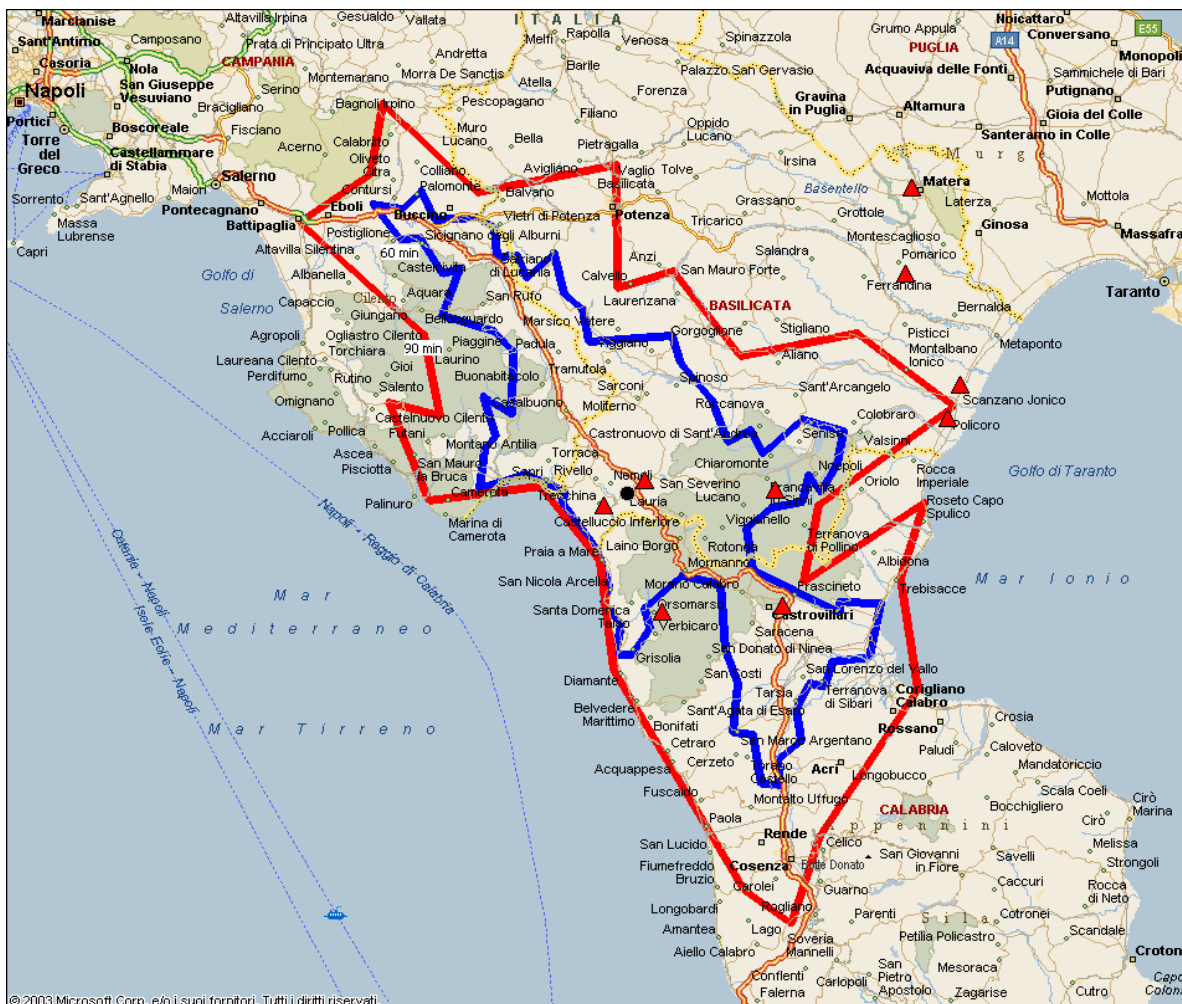 Marcianise
Altavilla Irpina
Gesualdo
Vallata
ITALIA
Rapolla
Venosa
Spinazzola
Grumo Appula
Noicattaro
E55
Sant'Antimo
Camposano
Prata di Principato Ultra
Andretta
Melfi
PUGLIA
A14
Conversano
Monopoli
Casoria
Nola
CAMPANIA
Montemarano
Morra De Sanctis
Barile
Palazzo San Gervasio
Acquaviva delle Fonti
Sammichele di Bari
Napoli
San Giuseppe
Vesuviano
Serino
Atella
Forenza
Gravina
in Puglia
Altamura
Putignano
Portici
Bracigliano
Bagnoli Irpino
Pescopagano
Filiano
Gioia del Colle
Torre
del
Greco
Boscoreale
Fisciano
Calabritto
Muro
Lucano
Bella
Oppido
Lucano
Santeramo in Colle
Castellammare
di Stabia
Acerno
Oliveto
Citra
Colliano
Pietragalla
Irsina
Murge
Salerno
Avigliano
Vaglio
Basilicata
Tolve
Matera
Mottola
Sorrento
Sant'Agnello
Maiori
Contursi
Palomonte
Balvano
Basentello
Laterza
Massa
Lubrense
Pontecagnano
Eboli
Buccino
Vietri di Potenza
Potenza
Grassano
Grottole
Ginosa
Massafra
Capri
Battipaglia
Postiglione
Sicignano degli Alburni
Tricarico
Montescaglioso
Altavilla Silentina
60 min
Anzi
Salandra
Pomarico
Golfo di
Salerno
Albanella
Castelcivita
di Lucania
Calvello
San Mauro Forte
Ferrandina
Taranto
Capaccio
Cilento
Aquara
San Rufo
Laurenzana
BASILICATA
Bernalda
Giungano
Bellosguardo
Marsico Vetere
Gorgoglione
Stigliano
Pisticci
Metaponto
Agropoli
Ogliastro Cilento
Piaggine
Padula
Viggiano
Aliano
Montalbano
Ionico
Laureana Cilento
Torchiara
90 min
Laurino
Tramutola
Perdifumo
Rutino
Gioi
Buonabitacolo
Sarconi
Spinoso
Sant'Arcangelo
Scanzano Jonico
Omignano
Salento
Casalbuono
Moliterno
Roccanova
Colobraro
Castelnuovo Cilento
Policoro
Acciaroli
Pollica
Futani
Castronuovo di Sant'Andrea
Senise
Valsinni
Ascea
Montano Antilia
Torraca
Chiaromonte
Noepoli
Pisciotta
San Mauro
la Bruca
Sapri
Rivello
Nemoli
San Severino
Lucano
Francavilla
in Sinni
Oriolo
Rocca
Imperiale
Golfo di Taranto
Palinuro
Camerota
Trecchina
Lauria
Roseto Capo
Spulico
Marina di
Camerota
Castelluccio Inferiore
Viggianello
Terranova
di Pollino
Napoli - Reggio di Calabria
Catania - Napoli
Isole Eolie - Napoli
Praia a Mare
Laino Borgo
Rotonda
Albidona
Mormanno
San Nicola Arcella
Morano Calabro
Frascineto
Trebisacce
Mar Ionio
Mar
Mediterraneo
Santa Domenica
Talao
Orsomarso
Verbicaro
Castrovillari
Saracena
Grisolia
San Donato di Ninea
San Lorenzo del Vallo
Diamante
San Sosti
Tarsia
Terranova
di Sibari
Corigliano
Calabro
Belvedere
Marittimo
Sant'Agata di Esaro
Rossano
Crosia
Mar Tirreno
Bonifati
Cetraro
San Marco Argentano
Paludi
Caloveto
Acquappesa
Cerzeto
Torano
Castello
Acri
Longobucco
Mandatoriccio
Fuscaldo
Montalto Uffugo
Scala Coeli
Bocchigliero
Cirò
Marina
CALABRIA
Paola
Appennini
Cirò
San Lucido
Rende
Celico
Melissa
Fiumefreddo
Bruzio
Cosenza
Botte Donato
San Giovanni
in Fiore
Savelli
Strongoli
Carolei
Guarno
Caccuri
Rocca
di Neto
Longobardi
Rogliano
Parenti
Sila
Cotronei
Amantea
Lago
Soveria
Mannelli
Petilia Policastro
Scandale
Aiello Calabro
San
Pietro
Apostolo
Mesoraca
Croton
Conflenti
Carlopoli
Falerna
Zagarise
Cutro
Capo
Colonna
© 2003 Microsoft Corp. e/o i suoi fornitori. Tutti i diritti riservati.